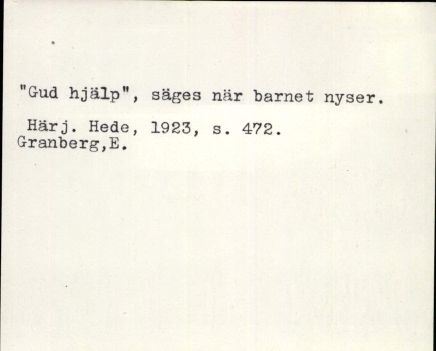 "Gud hjälp", säges när barnet nyser.
Härj. Hede, 1923, s. 472.
Granberg,E.